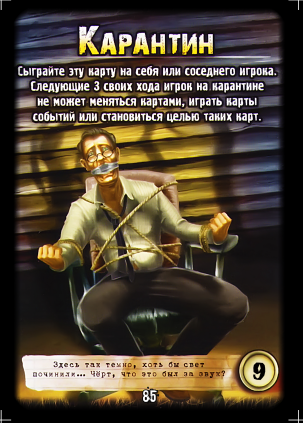 Карантин
Сыграйте эту карту на себя или соседнего игрока.
Следующие 3 своих хода игрок на карантине
не может меняться картами, играть карты
событий или становиться целью таких карт.
Здесь так темно, хоть бы свет
починили... Чёрт, что это был за звук?
9
85